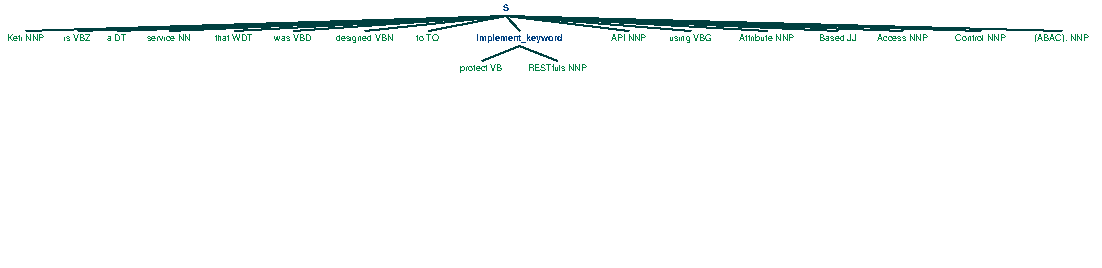 S
Keti NNP is VBZ a DT service NN that WDT was VBD designed VBN to TO Implement_keyword API NNP using VBG Attribute NNP Based JJ Access NNP Control NNP (ABAC). NNP
protect VB RESTfuls NNP